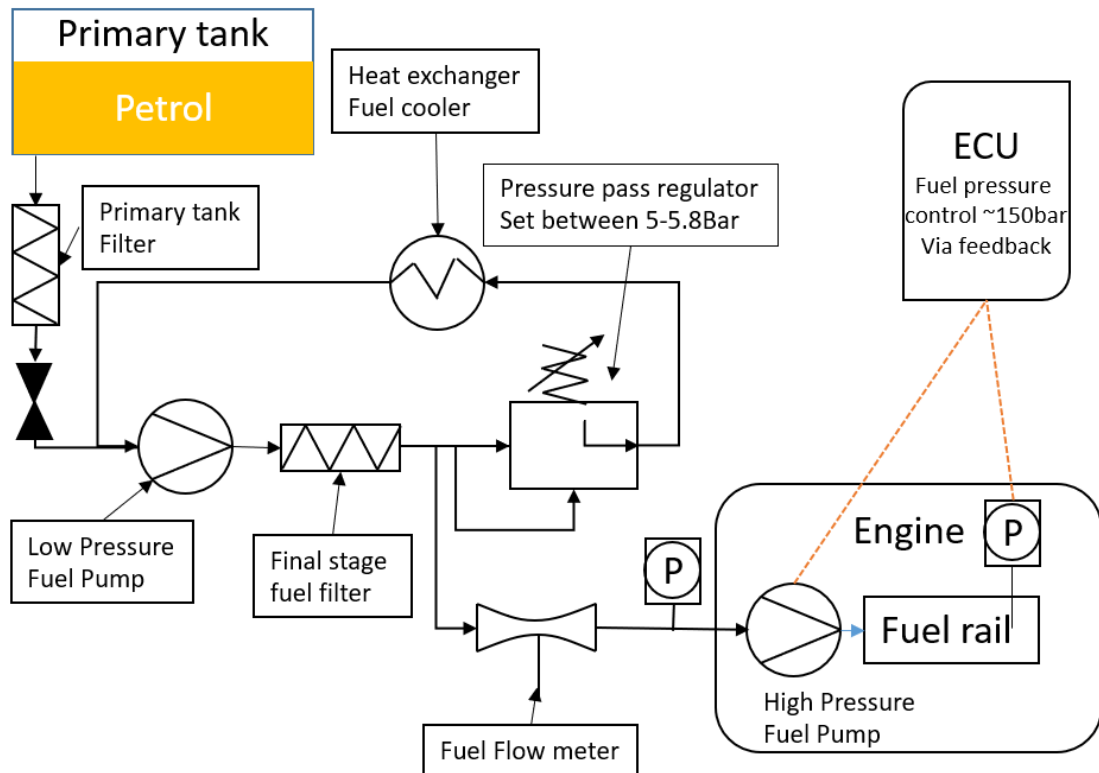 Primary tank
Petrol
Heat exchanger
Fuel cooler
ECU
Fuel pressure
control ~150bar
Via feedback
Pressure pass regulator
Set between 5-5.8Bar
Primary tank
Filter
Low Pressure
Fuel Pump
Final stage
fuel filter
Engine
P
P
Fuel rail
High Pressure
Fuel Pump
Fuel Flow meter